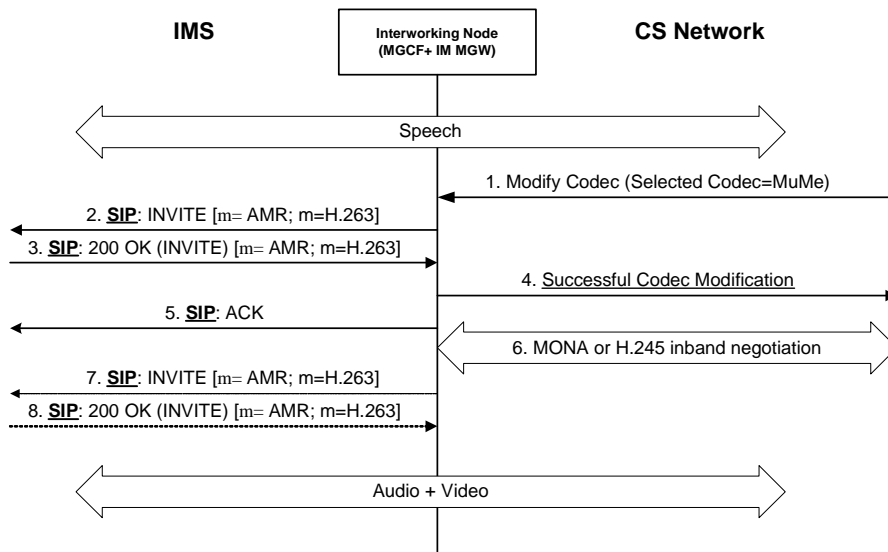 IMS
Interworking Node
(MGCF+ IM MGW)
CS Network
Speech
1. Modify Codec (Selected Codec=MuMe)
2. SIP: INVITE [m= AMR; m=H.263]
3. SIP: 200 OK (INVITE) [m= AMR; m=H.263]
4. Successful Codec Modification
5. SIP: ACK
6. MONA or H.245 inband negotiation
7. SIP: INVITE [m= AMR; m=H.263]
8. SIP: 200 OK (INVITE) [m= AMR; m=H.263]
Audio + Video